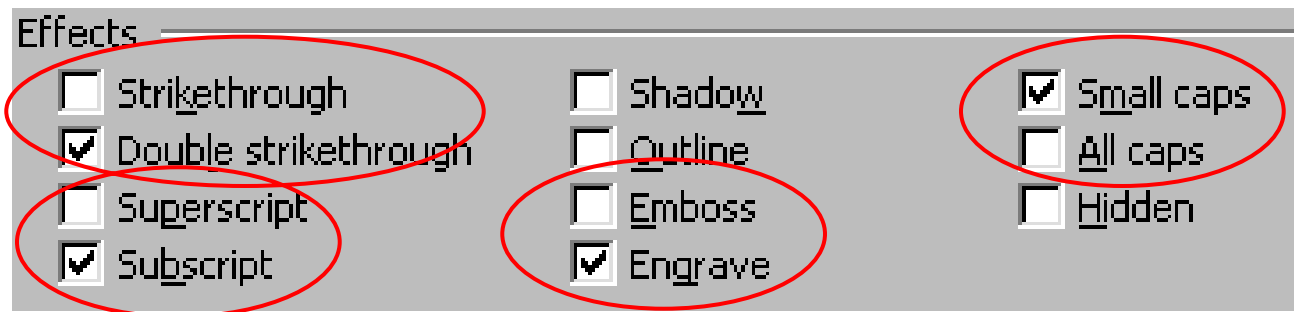 Effects
Strikethrough
Double strikethrough
Superscript
Subscript
Shadow
Outline
Emboss
Engrave
Small caps
All caps
Hidden